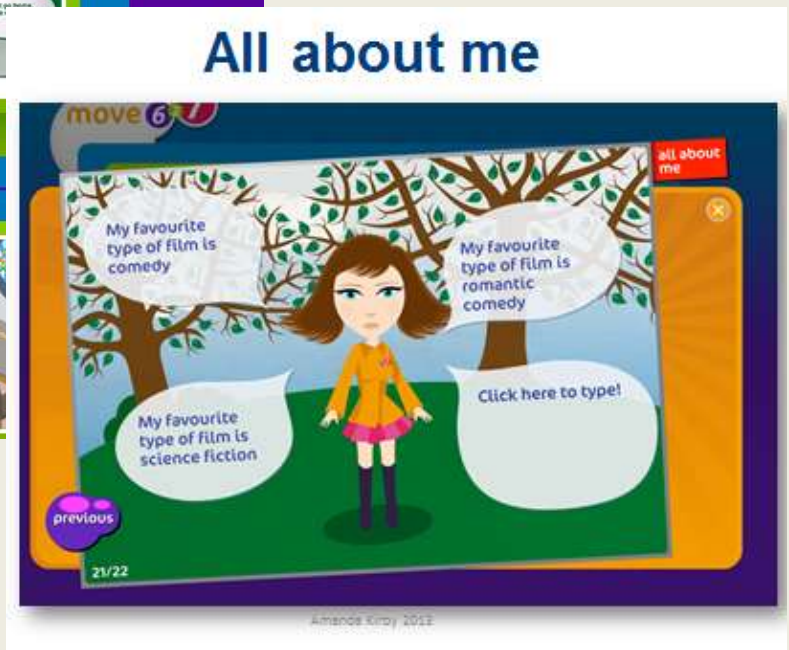 All about me
move 6 7
all about
me
My favourite
type of film is
comedy
My favourite
type of film is
romantic
comedy
My favourite
type of film is
science fiction
Click here to type!
previous
21/22
Amanda Kirby 2013